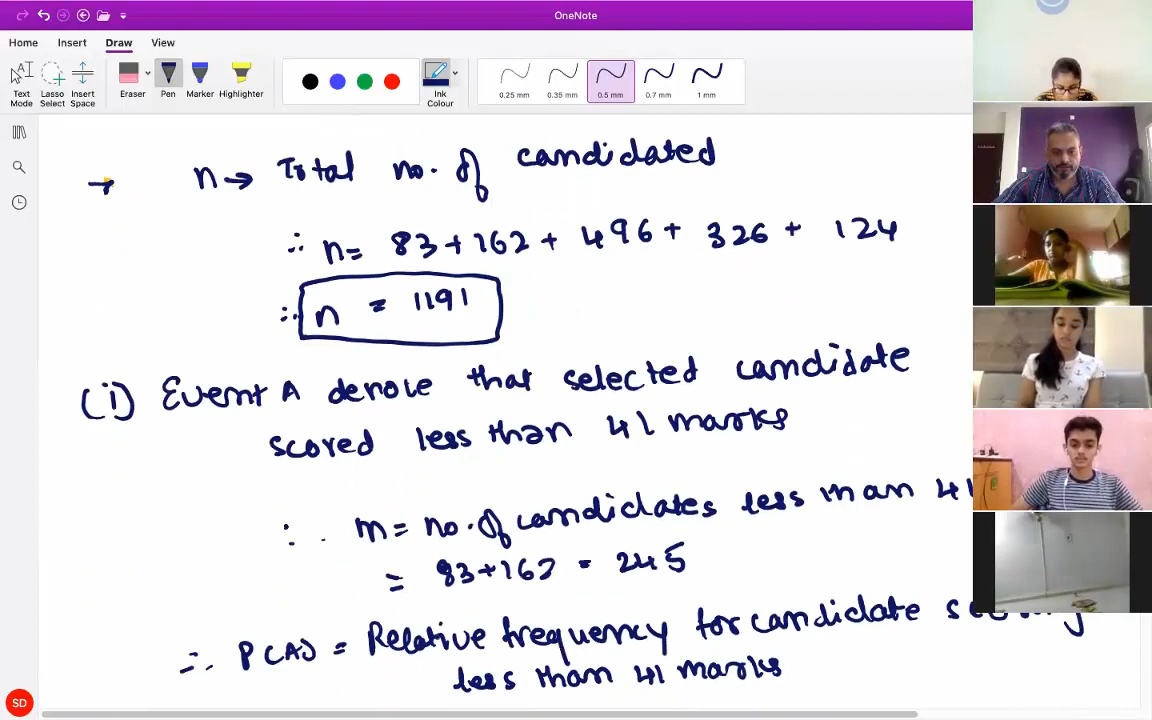 OneNote
Home Insert Draw View
Text Mode
Lasso Select
Insert Space
Eraser
Pen
Marker
Highlighter
Ink Colour
0.25 mm
0.35 mm
0.5 mm
0.7 mm
1 mm
n → Total no. of candidated
∴ n = 83 + 162 + 496 + 326 + 124
∴ n = 1191
(i) Event A denote that selected candidate
scored less than 41 marks
∴ m = no. of candidates less than 41
= 83 + 162 = 245
∴ P(A) = Relative frequency for candidate
less than 41 marks
SD